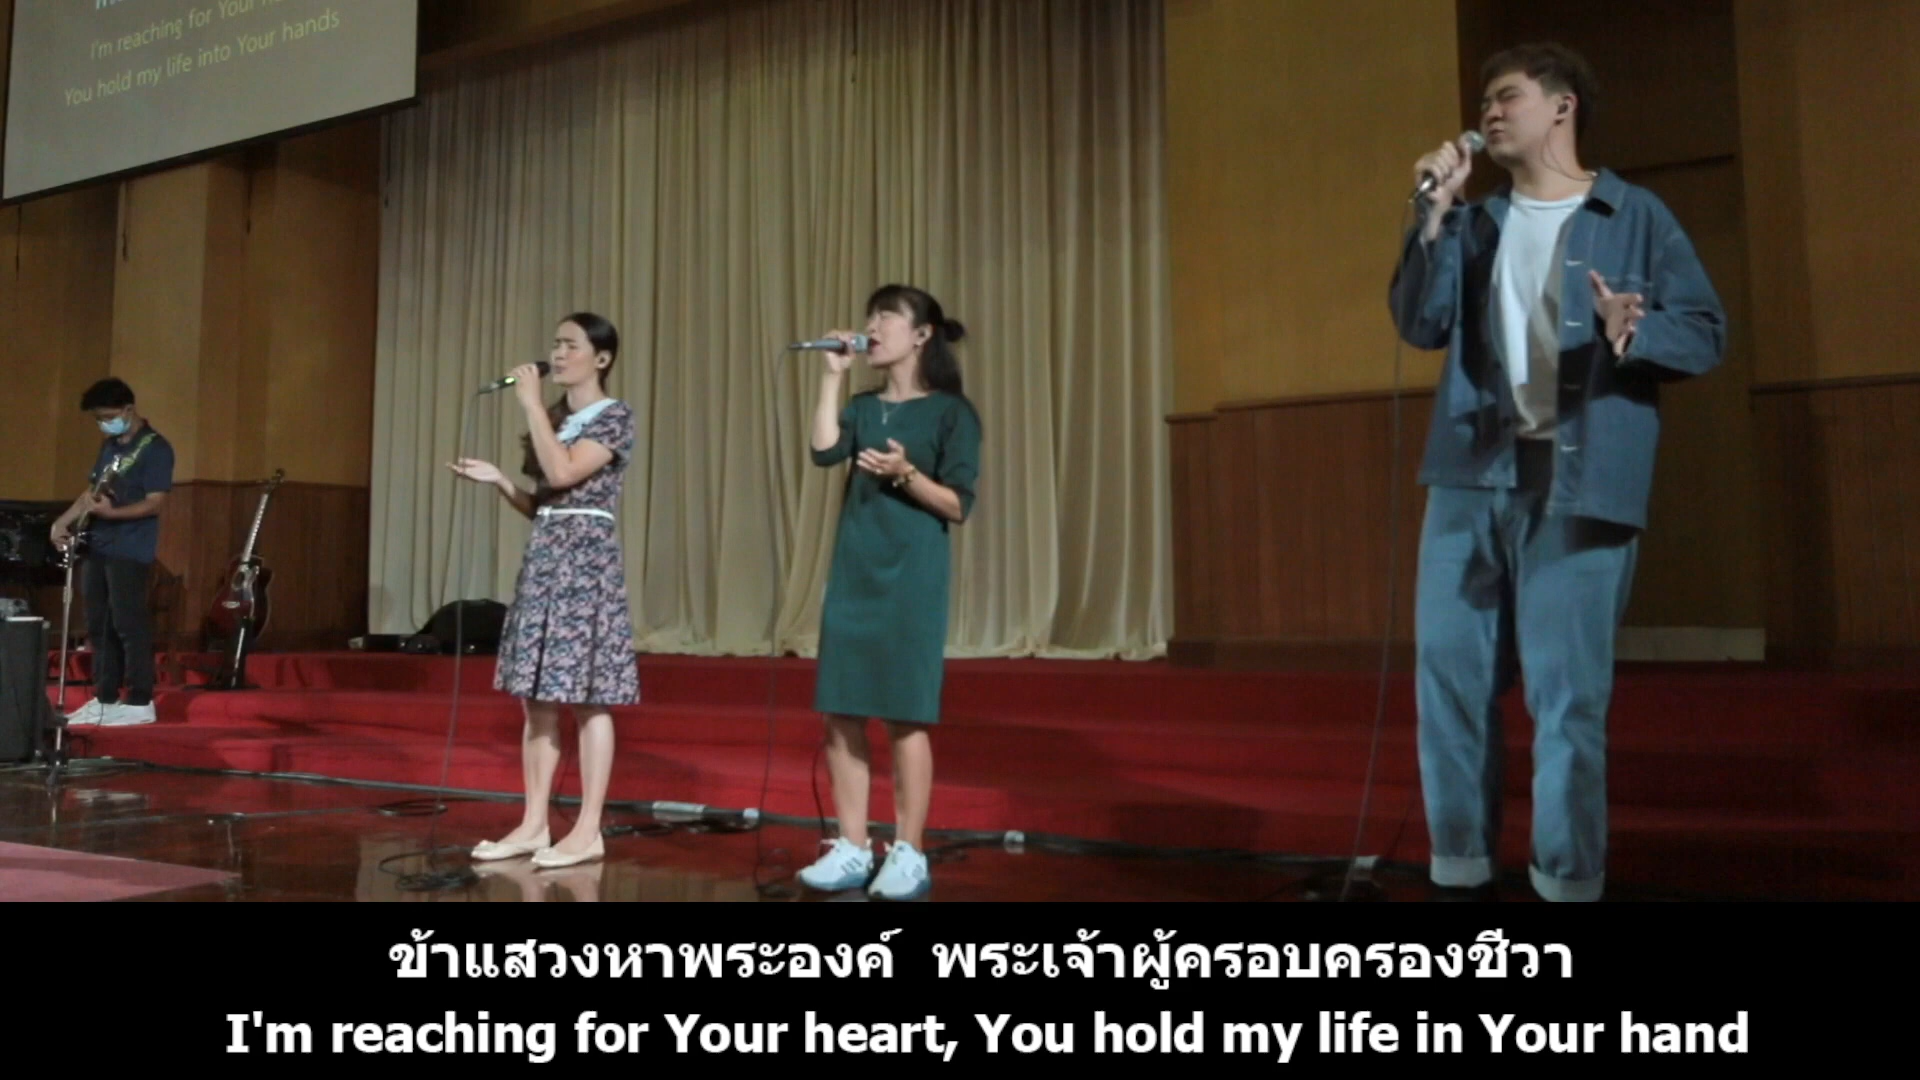 I'm reaching for Your
You hold my life into Your hands
ข้าแสวงหาพระองค์ พระเจ้าผู้ครอบครองชีวา
I'm reaching for Your heart, You hold my life in Your hand